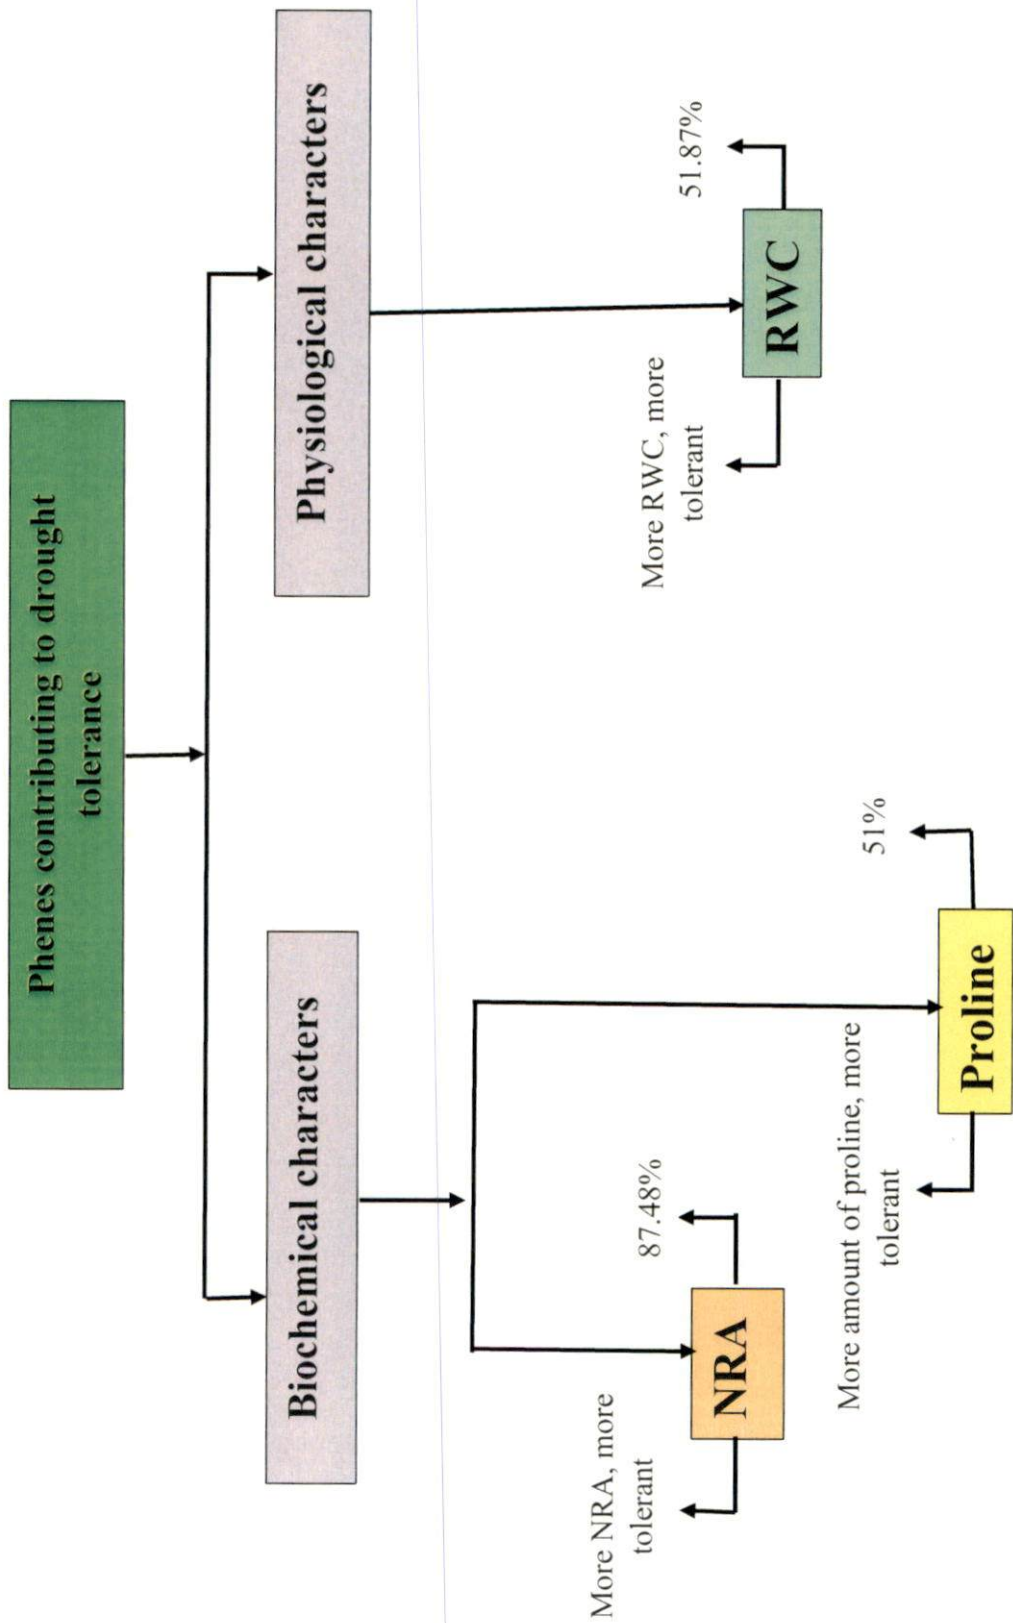 Phenes contributing to drought
tolerance
Biochemical characters
Physiological characters
More NRA, more
tolerant
NRA
87.48%
More amount of proline, more
tolerant
Proline
51%
More RWC, more
tolerant
RWC
51.87%